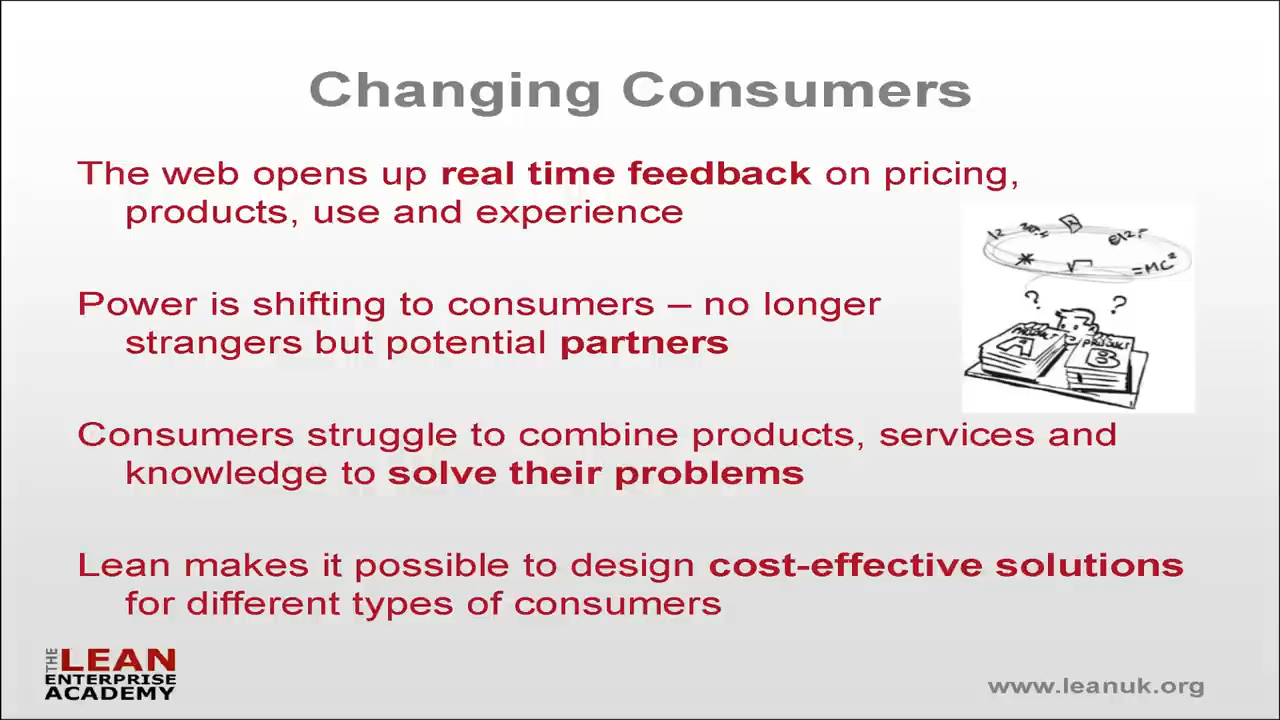 Changing Consumers
The web opens up real time feedback on pricing,
products, use and experience
Power is shifting to consumers – no longer
strangers but potential partners
Consumers struggle to combine products, services and
knowledge to solve their problems
Lean makes it possible to design cost-effective solutions
for different types of consumers
=MC²
? ?
PRODUCT A
PRODUCT B
THE LEAN
ENTERPRISE
ACADEMY
www.leanuk.org